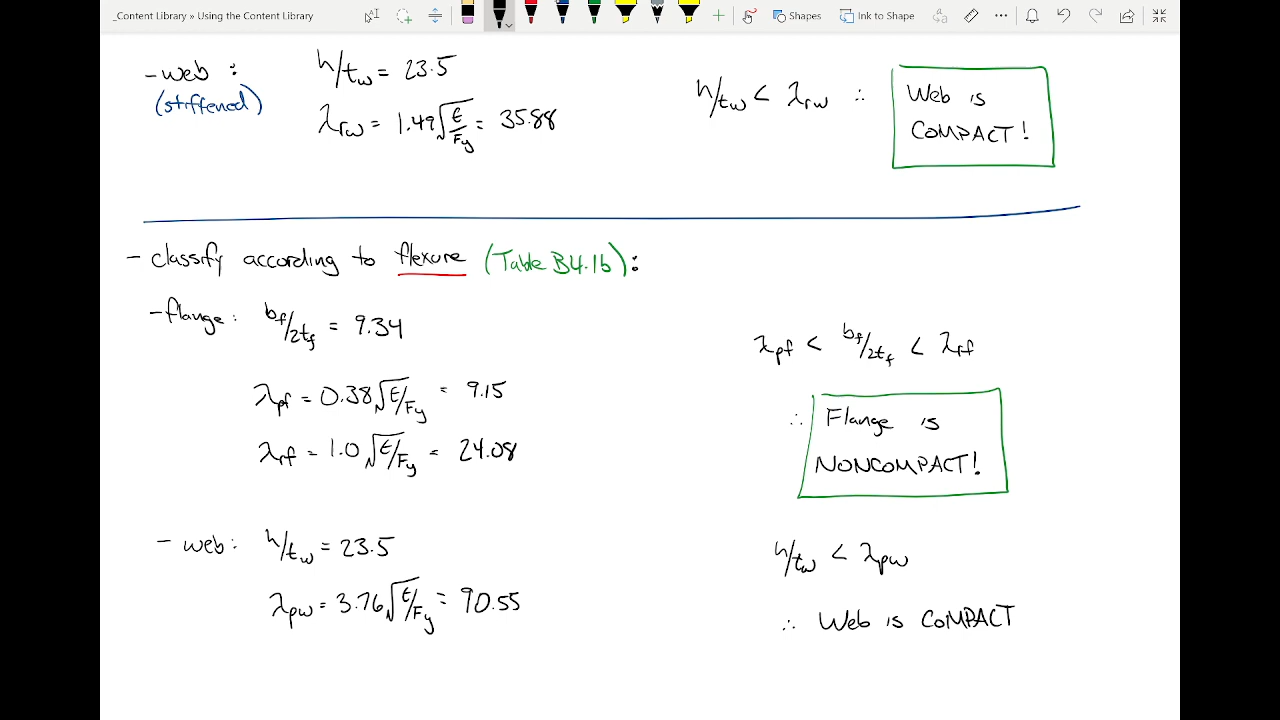 _Content Library » Using the Content Library
Shapes
Ink to Shape
- web :
(stiffened)
h/tw = 23.5
λrw = 1.49√E/Fy = 35.88
h/tw < λrw ∴
Web is
COMPACT!
- classify according to flexure (Table B4.1b):
- flange: bf/2tf = 9.34
λpf = 0.38√E/Fy = 9.15
λrf = 1.0√E/Fy = 24.08
λpf < bf/2tf < λrf
∴ Flange is
NONCOMPACT!
- web: h/tw = 23.5
λpw = 3.76√E/Fy = 90.55
h/tw < λpw
∴ Web is COMPACT